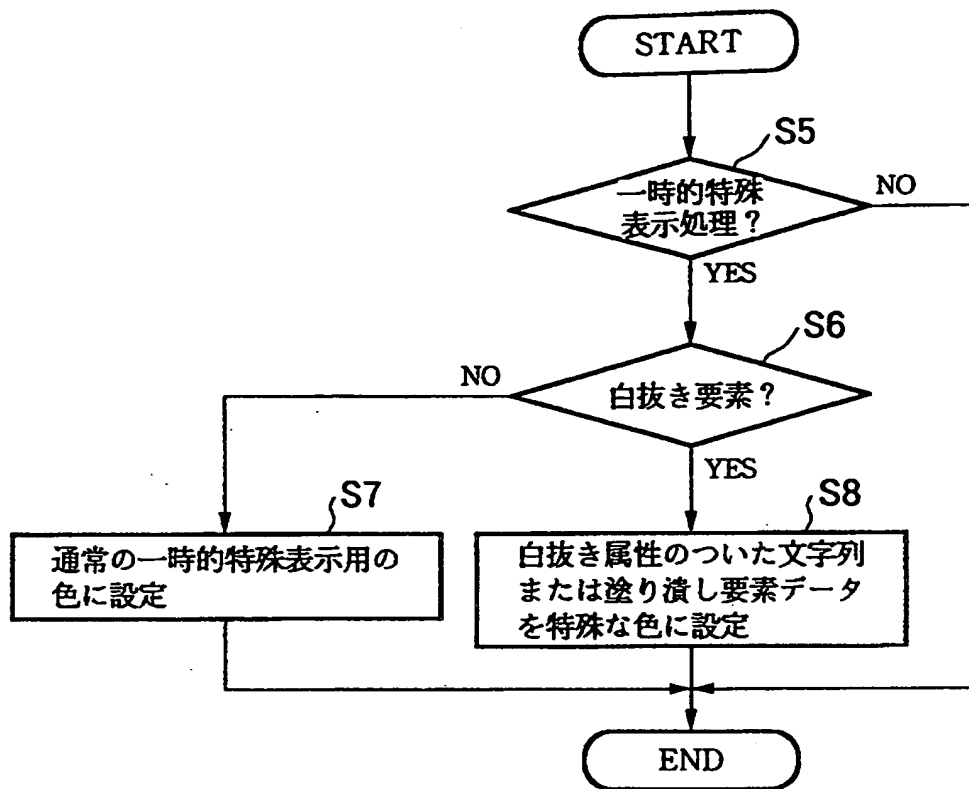 START
S5
一時的特殊
表示処理？
NO
YES
S6
白抜き要素？
NO
YES
S7
通常の一時的特殊表示用の
色に設定
S8
白抜き属性のついた文字列
または塗り潰し要素データ
を特殊な色に設定
END